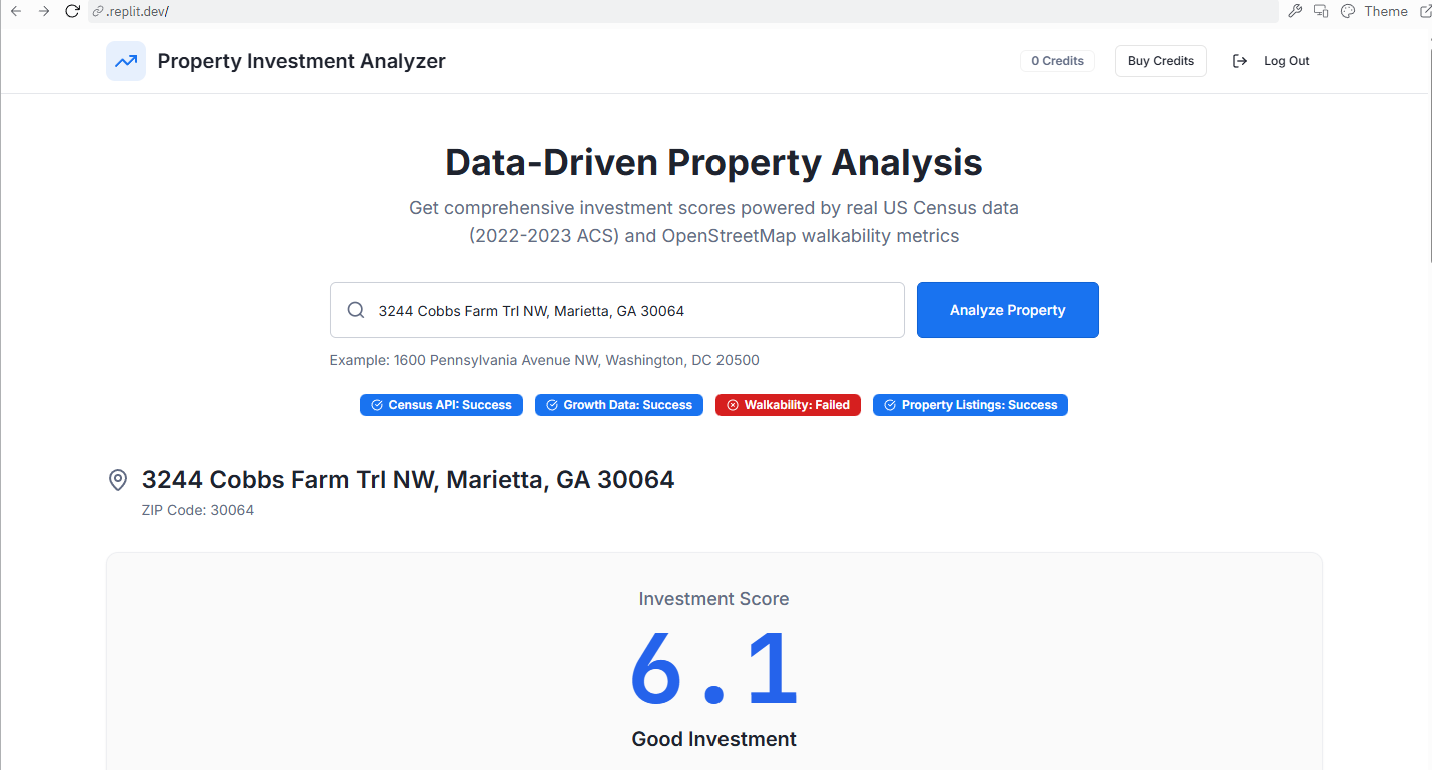 .replit.dev/
Theme
Property Investment Analyzer
0 Credits
Buy Credits
Log Out
Data-Driven Property Analysis
Get comprehensive investment scores powered by real US Census data
(2022-2023 ACS) and OpenStreetMap walkability metrics
3244 Cobbs Farm Trl NW, Marietta, GA 30064
Analyze Property
Example: 1600 Pennsylvania Avenue NW, Washington, DC 20500
Census API: Success
Growth Data: Success
Walkability: Failed
Property Listings: Success
3244 Cobbs Farm Trl NW, Marietta, GA 30064
ZIP Code: 30064
Investment Score
6.1
Good Investment